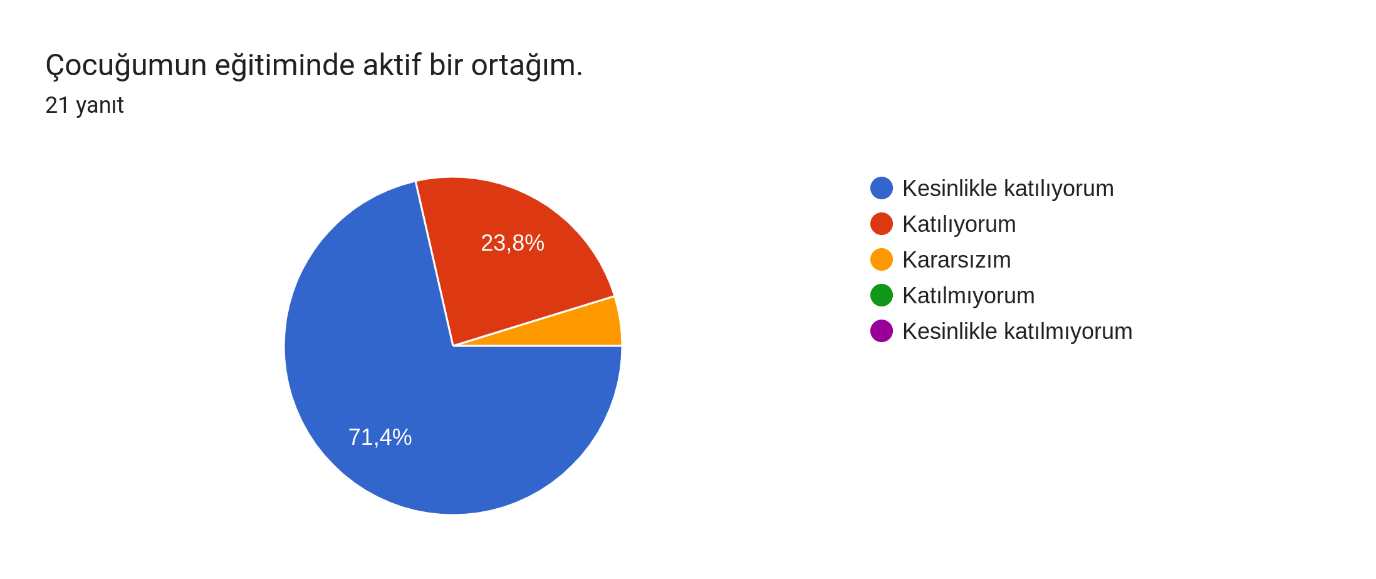 Çocuğumun eğitiminde aktif bir ortağım.
21 yanıt
23,8%
71,4%
Kesinlikle katılıyorum
Katılıyorum
Kararsızım
Katılmıyorum
Kesinlikle katılmıyorum